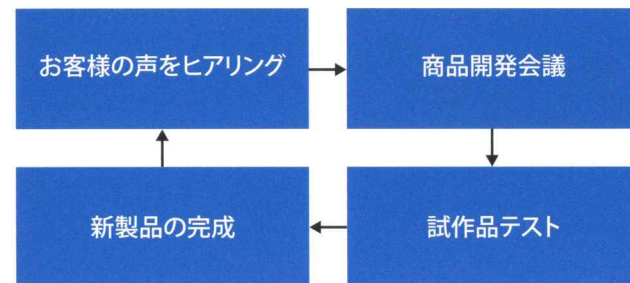 お客様の声をヒアリング
商品開発会議
試作品テスト
新製品の完成